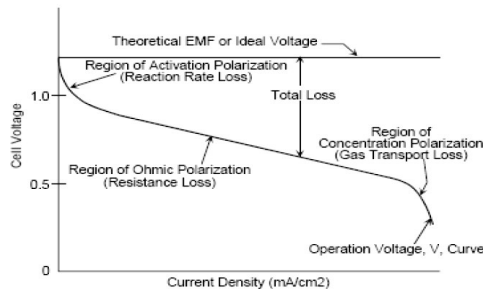 Theoretical EMF or Ideal Voltage
Region of Activation Polarization
(Reaction Rate Loss)
1.0
Total Loss
Cell Voltage
Region of
Concentration Polarization
(Gas Transport Loss)
Region of Ohmic Polarization
(Resistance Loss)
0.5
Operation Voltage, V, Curve
0
Current Density (mA/cm2)